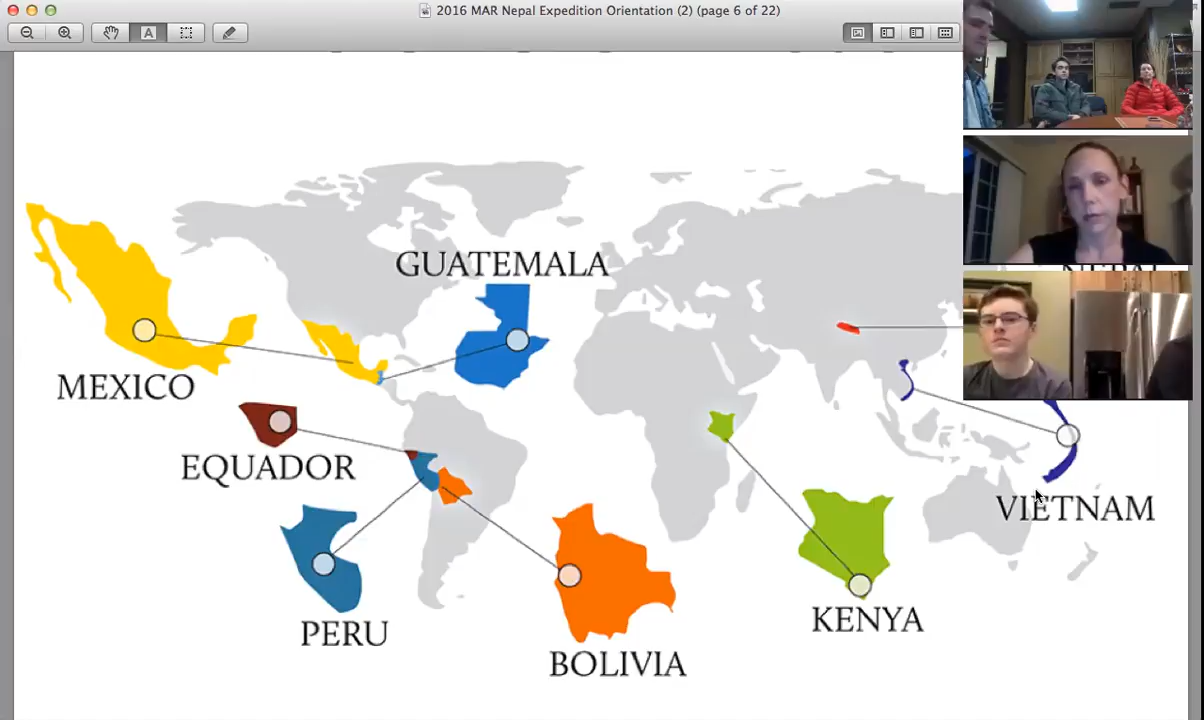 2016 MAR Nepal Expedition Orientation (2) (page 6 of 22)
A
GUATEMALA
MEXICO
EQUADOR
VIETNAM
PERU
KENYA
BOLIVIA